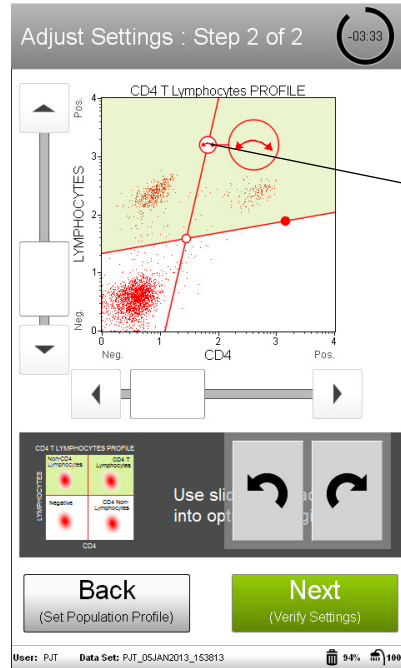 Adjust Settings : Step 2 of 2
-03:33
CD4 T Lymphocytes PROFILE
Pos.
LYMPHOCYTES
Neg.
4
3
2
1
0
0 1 2 3 4
Neg. CD4 Pos.
CD4 T LYMPHOCYTES PROFILE
Non-CD4 Lymphocytes
CD4 T Lymphocytes
LYMPHOCYTES
Negative
CD4 Non-Lymphocytes
CD4
Use
into
Back
(Set Population Profile)
Next
(Verify Settings)
User: PJT Data Set: PJT_05JAN2013_153813 94% 100